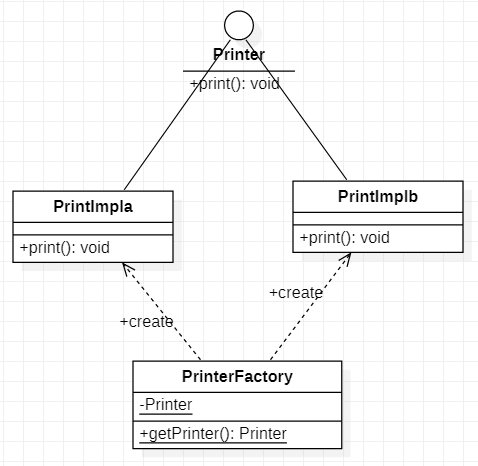 Printer
+print(): void
PrintImpla
+print(): void
PrintImplb
+print(): void
+create
+create
PrinterFactory
-Printer
+getPrinter(): Printer